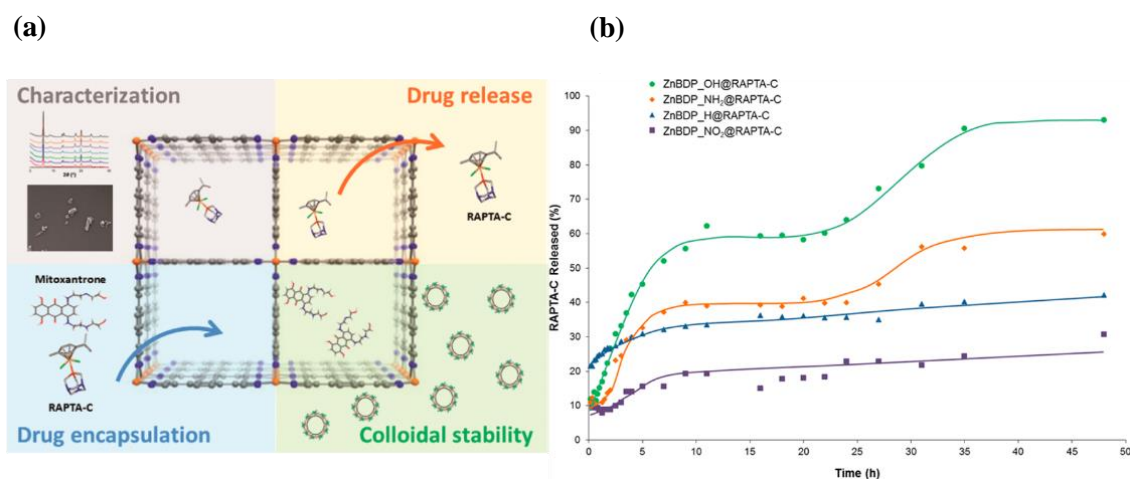 (a)
(b)
Characterization
Drug release
RAPTA-C
Mitoxantrone
RAPTA-C
Drug encapsulation
Colloidal stability
ZnBDP_OH@RAPTA-C
ZnBDP_NH₂@RAPTA-C
ZnBDP_H@RAPTA-C
ZnBDP_NO₂@RAPTA-C
RAPTA-C Released (%)
100
90
80
70
60
50
40
30
20
10
0
0 5 10 15 20 25 30 35 40 45 50
Time (h)